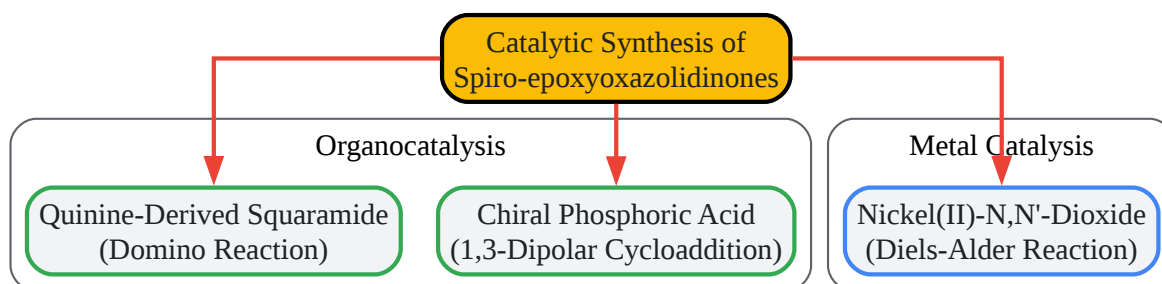 Catalytic Synthesis of
Spiro-epoxyoxazolidinones
Organocatalysis
Metal Catalysis
Quinine-Derived Squaramide
(Domino Reaction)
Chiral Phosphoric Acid
(1,3-Dipolar Cycloaddition)
Nickel(II)-N,N'-Dioxide
(Diels-Alder Reaction)